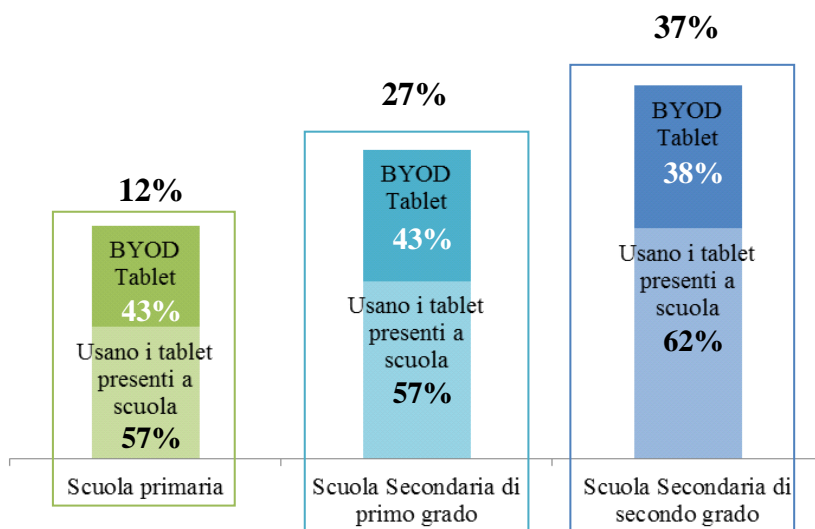 12%
BYOD
Tablet
43%
Usano i tablet
presenti a
scuola
57%
Scuola primaria
27%
BYOD
Tablet
43%
Usano i tablet
presenti a
scuola
57%
Scuola Secondaria di
primo grado
37%
BYOD
Tablet
38%
Usano i tablet
presenti a
scuola
62%
Scuola Secondaria di
secondo grado